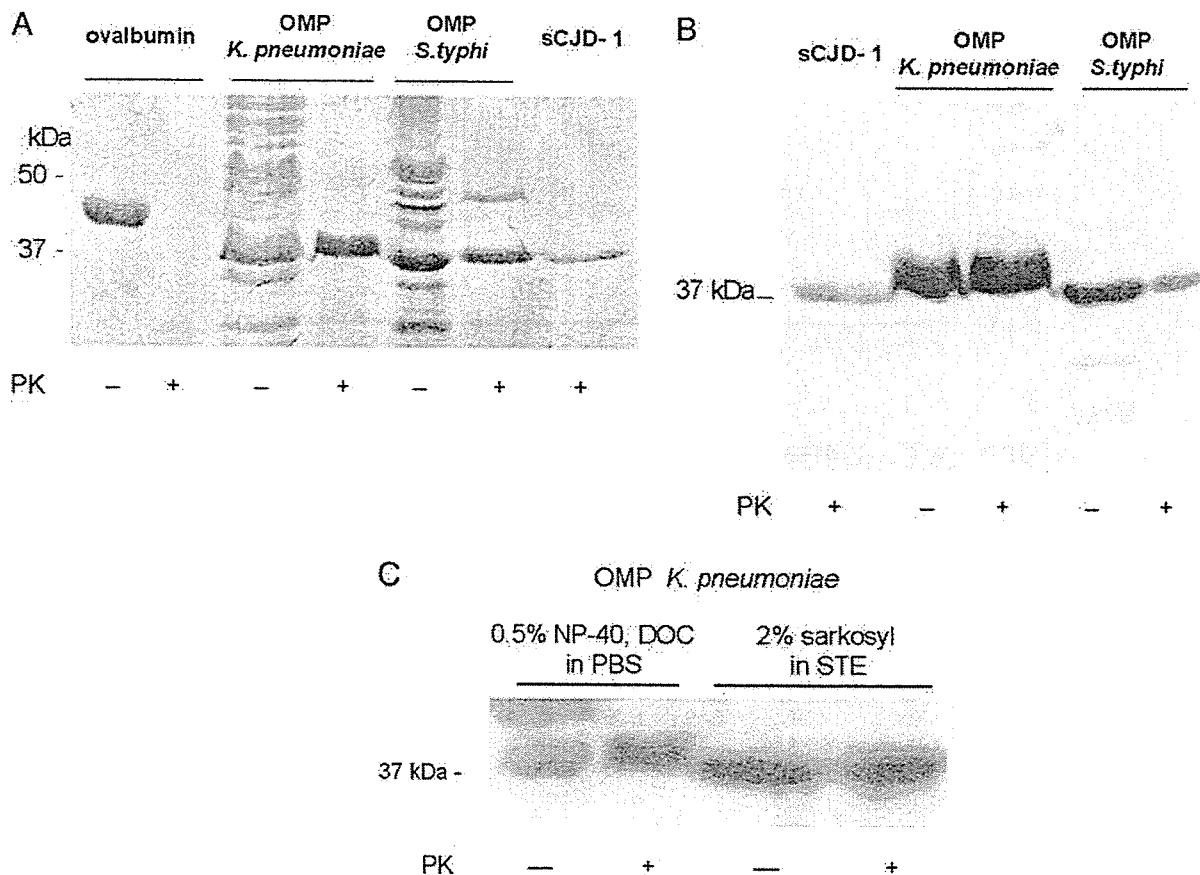 A
ovalbumin
OMP
K. pneumoniae
OMP
S.typhi
sCJD- 1
kDa
50 -
37 -
PK – + – + – + +
B
sCJD- 1
OMP
K. pneumoniae
OMP
S.typhi
37 kDa_
PK + – + – +
C
OMP K. pneumoniae
0.5% NP-40, DOC
in PBS
2% sarkosyl
in STE
37 kDa -
PK — + — +